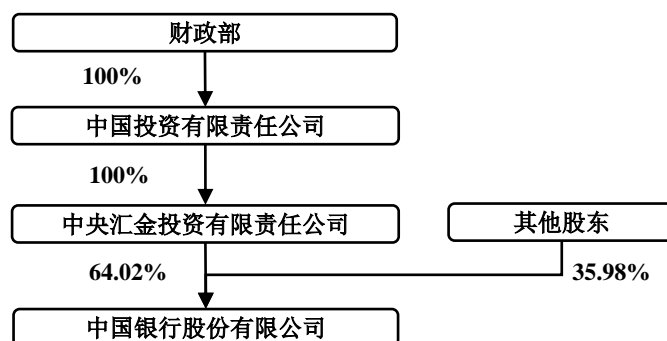 财政部
100%
中国投资有限责任公司
100%
中央汇金投资有限责任公司
其他股东
64.02%
35.98%
中国银行股份有限公司